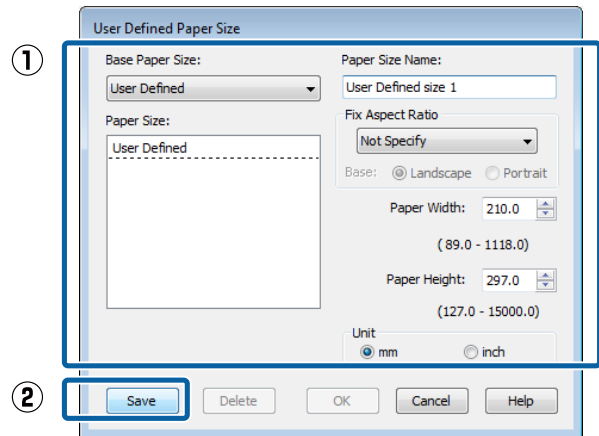 User Defined Paper Size
①
Base Paper Size:
User Defined
Paper Size:
User Defined
Paper Size Name:
User Defined size 1
Fix Aspect Ratio
Not Specify
Base: Landscape Portrait
Paper Width: 210.0
( 89.0 - 1118.0)
Paper Height: 297.0
(127.0 - 15000.0)
Unit
mm inch
②
Save Delete OK Cancel Help